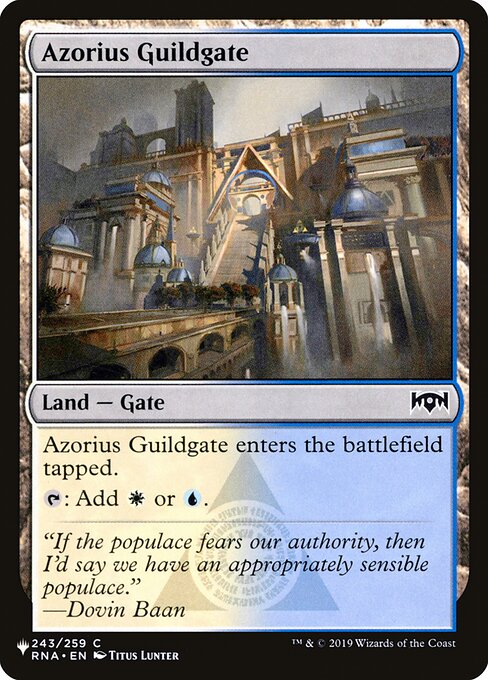 Azorius Guildgate
Land — Gate
Azorius Guildgate enters the battlefield
tapped.
: Add or .
“If the populace fears our authority, then
I’d say we have an appropriately sensible
populace.”
—Dovin Baan
243/259 C
RNA • EN Titus Lunter
™ & © 2019 Wizards of the Coast